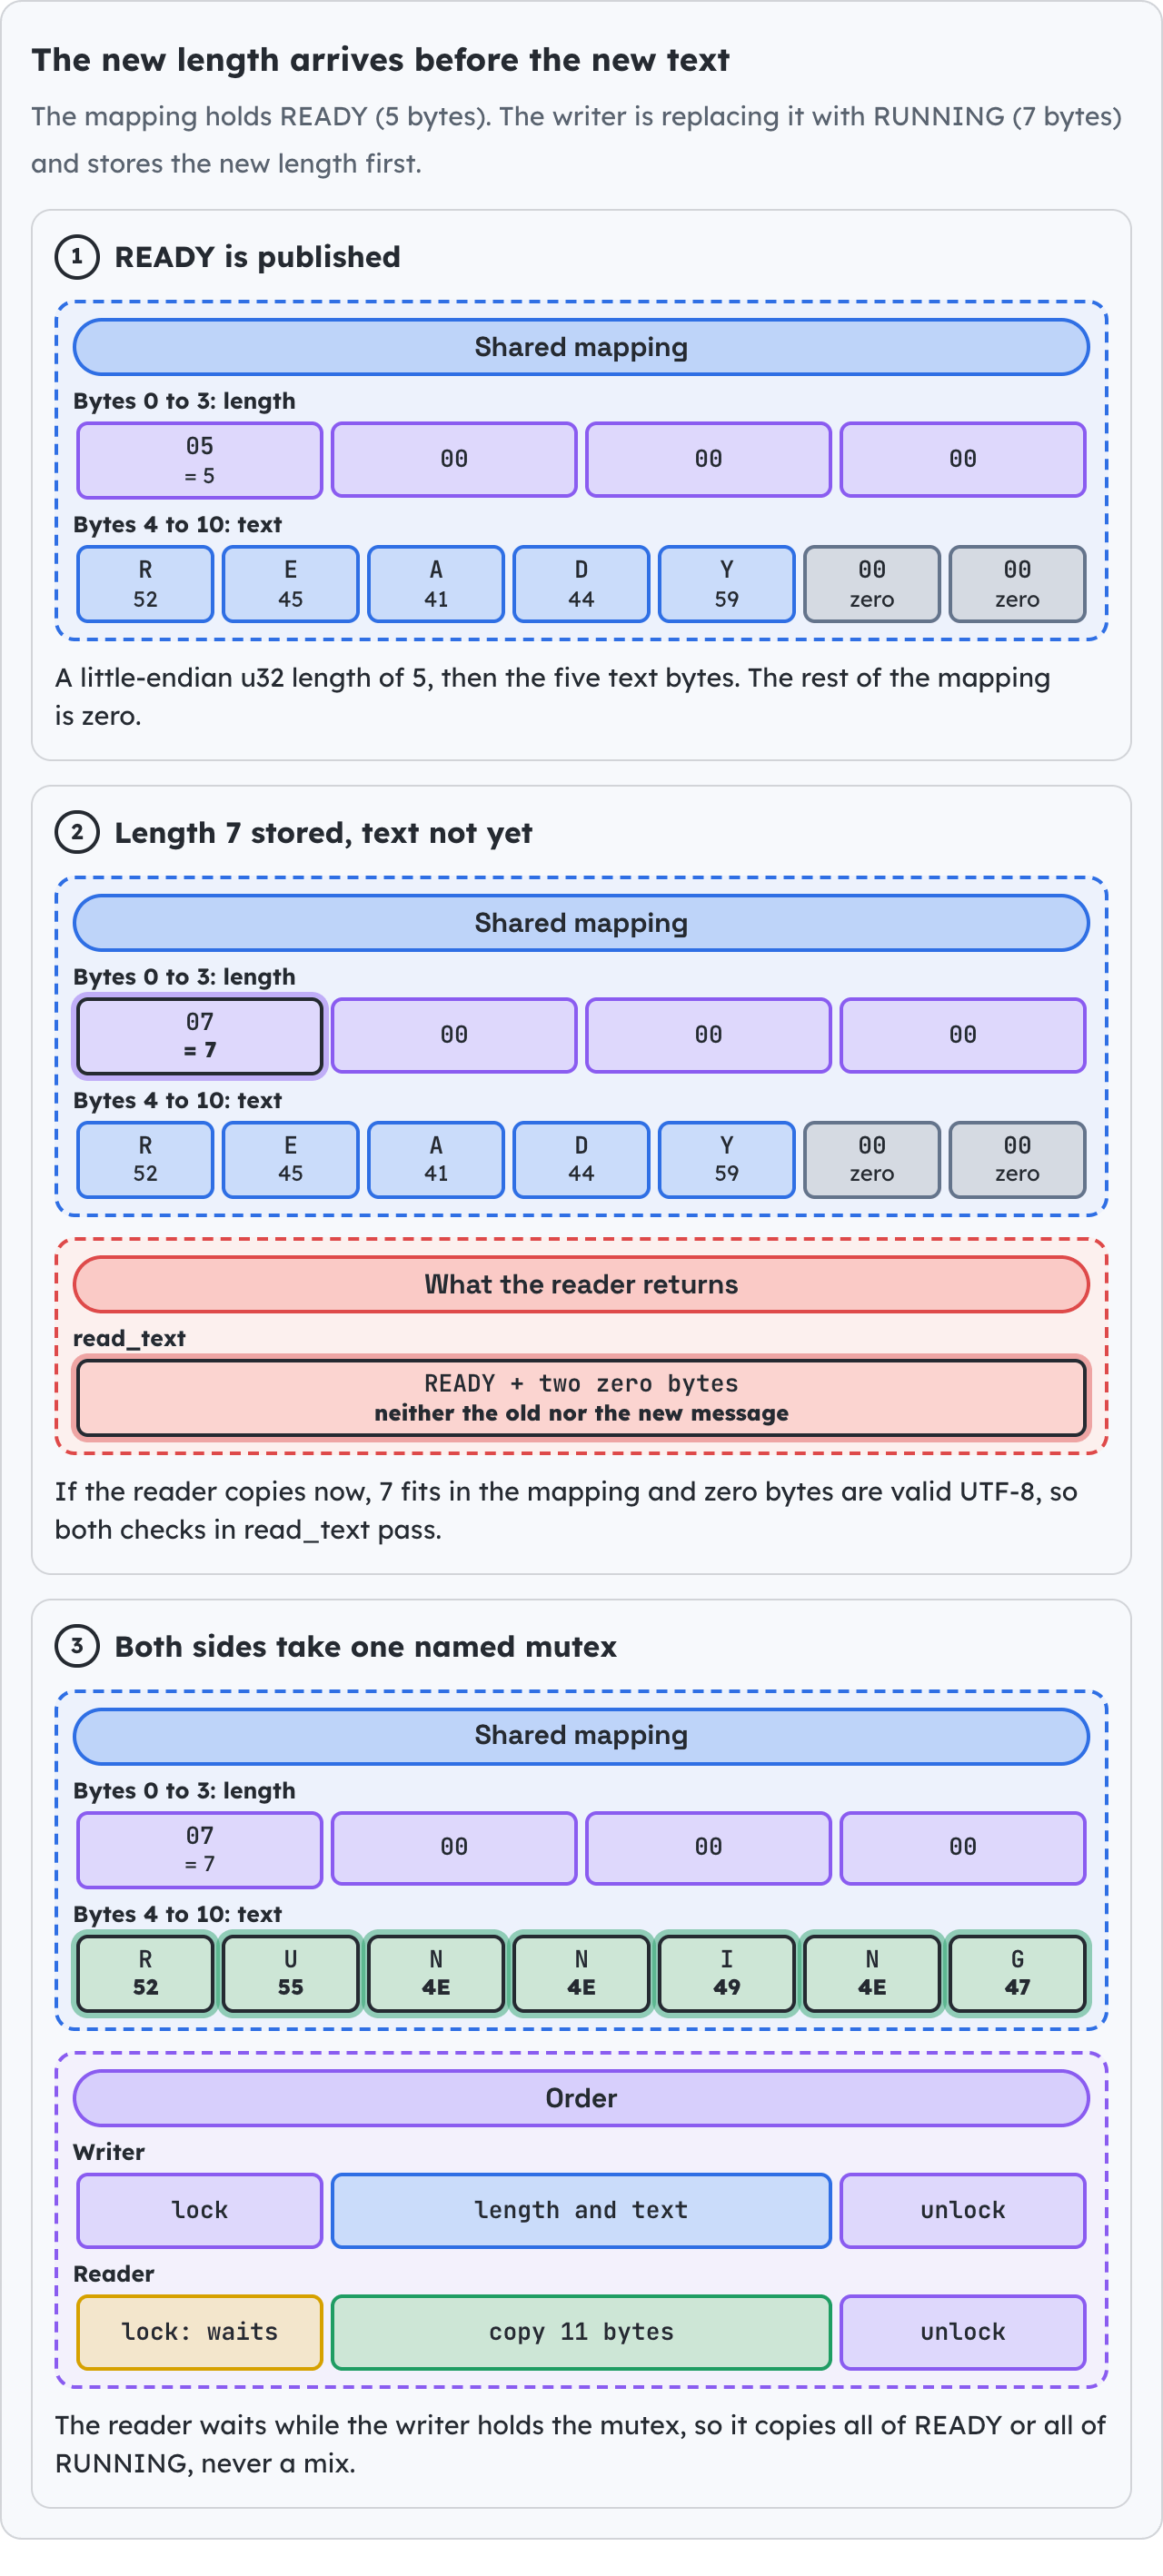 The new length arrives before the new text
The mapping holds READY (5 bytes). The writer is replacing it with RUNNING (7 bytes)
and stores the new length first.
1 READY is published
Shared mapping
Bytes 0 to 3: length
05 00 00 00
= 5
Bytes 4 to 10: text
R E A D Y 00 00
52 45 41 44 59 zero zero
A little-endian u32 length of 5, then the five text bytes. The rest of the mapping
is zero.
2 Length 7 stored, text not yet
Shared mapping
Bytes 0 to 3: length
07 00 00 00
= 7
Bytes 4 to 10: text
R E A D Y 00 00
52 45 41 44 59 zero zero
What the reader returns
read_text
READY + two zero bytes
neither the old nor the new message
If the reader copies now, 7 fits in the mapping and zero bytes are valid UTF-8, so
both checks in read_text pass.
3 Both sides take one named mutex
Shared mapping
Bytes 0 to 3: length
07 00 00 00
= 7
Bytes 4 to 10: text
R U N N I N G
52 55 4E 4E 49 4E 47
Order
Writer
lock length and text unlock
Reader
lock: waits copy 11 bytes unlock
The reader waits while the writer holds the mutex, so it copies all of READY or all of
RUNNING, never a mix.